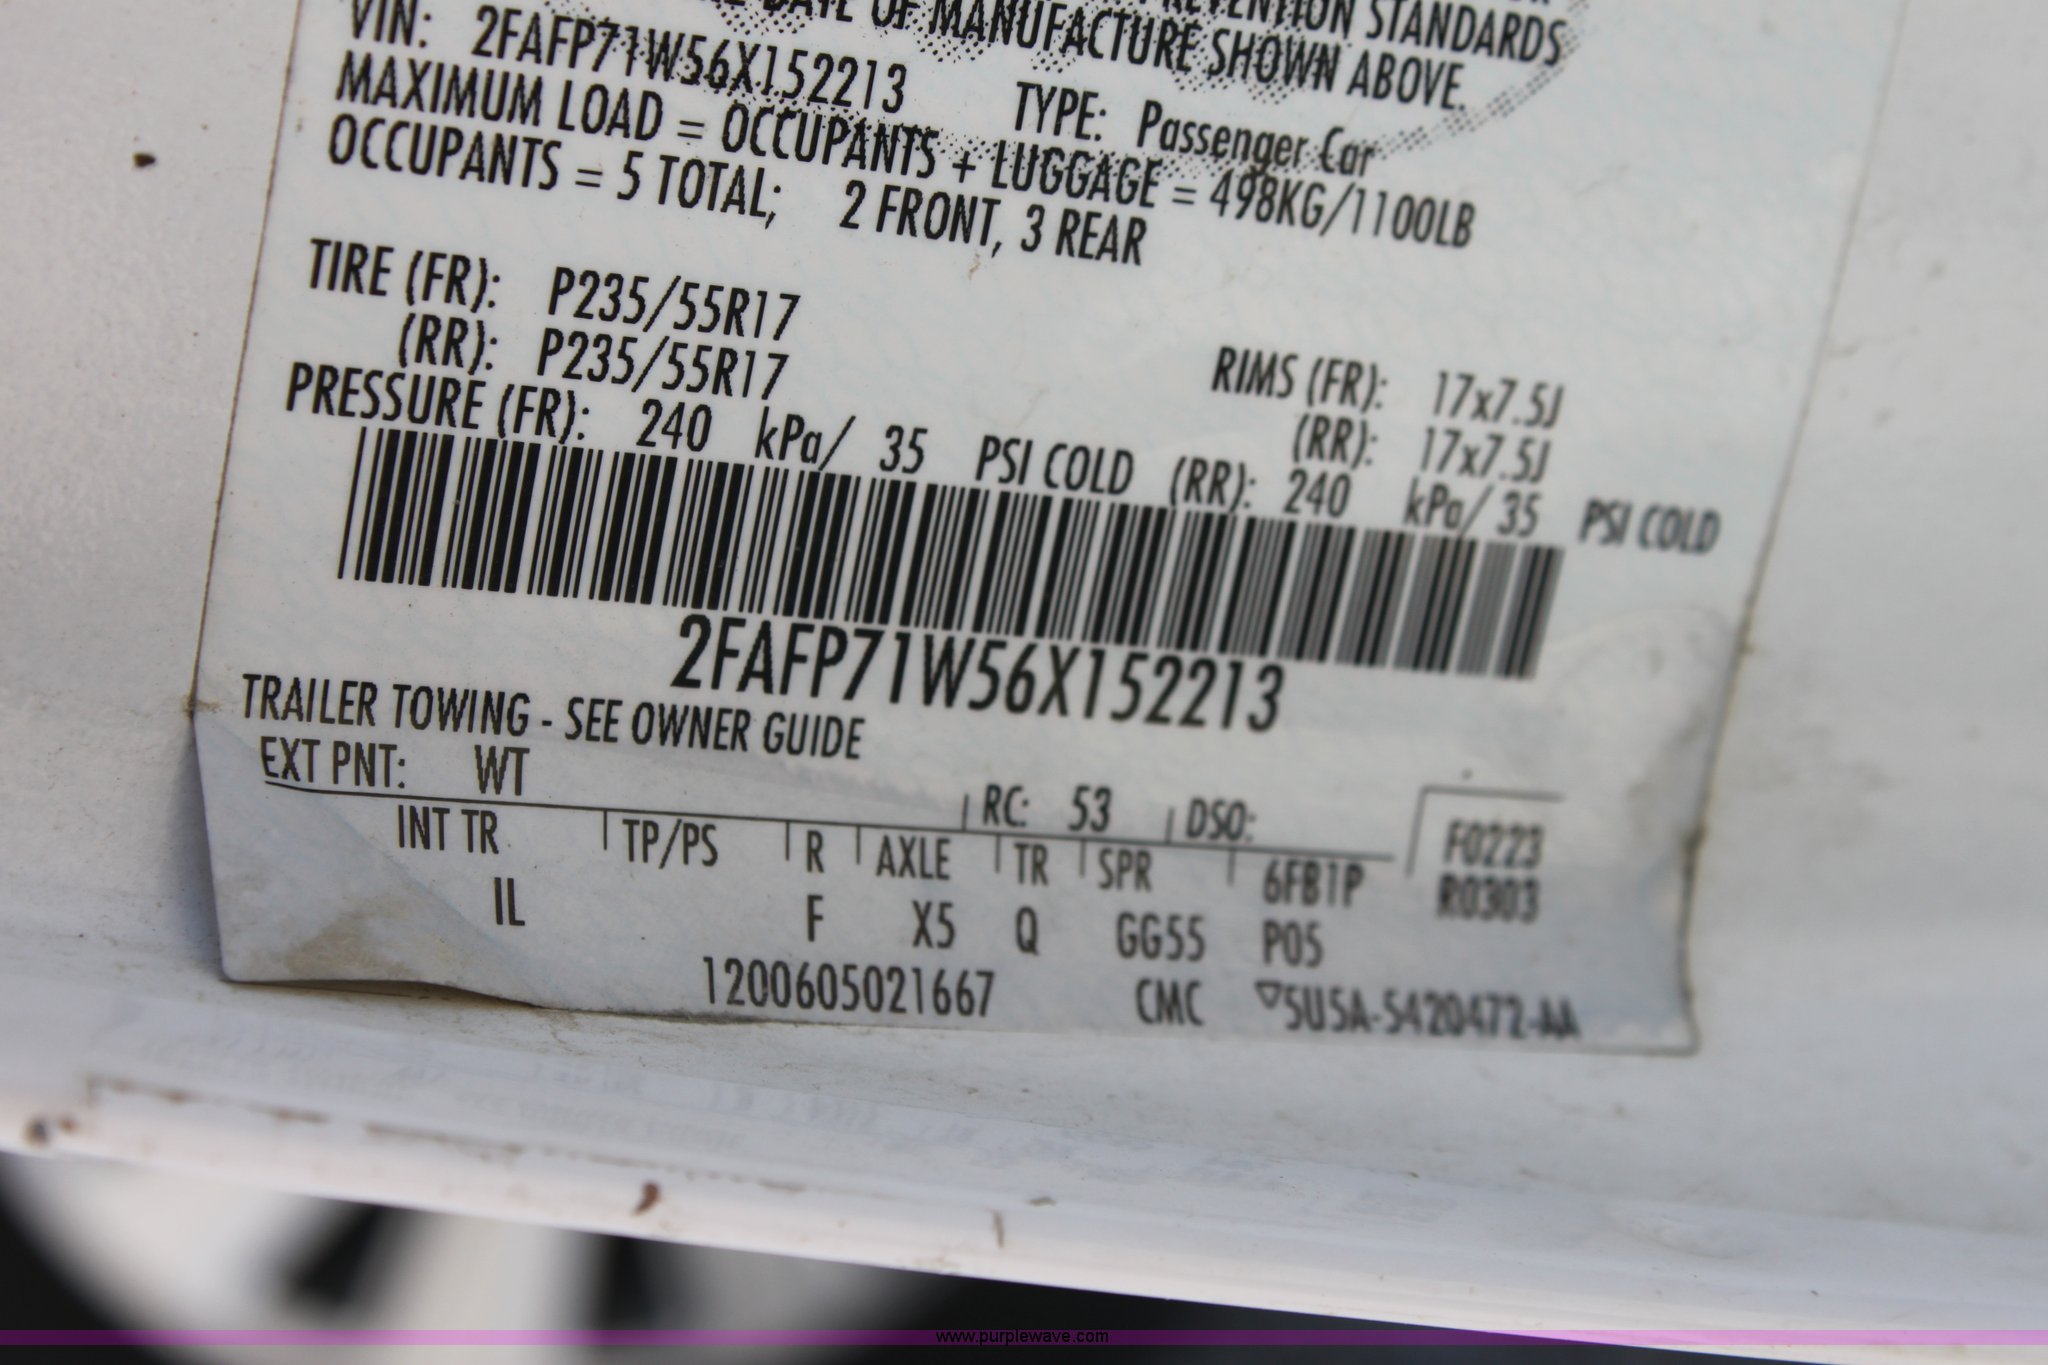 PREVENTION STANDARDS
DATE OF MANUFACTURE SHOWN ABOVE.
VIN: 2FAFP71W56X152213 TYPE: Passenger Car
MAXIMUM LOAD = OCCUPANTS + LUGGAGE = 498KG/1100LB
OCCUPANTS = 5 TOTAL; 2 FRONT, 3 REAR
TIRE (FR): P235/55R17 RIMS (FR): 17x7.5J
(RR): P235/55R17 (RR): 17x7.5J
PRESSURE (FR): 240 kPa/ 35 PSI COLD (RR): 240 kPa/ 35 PSI COLD
2FAFP71W56X152213
TRAILER TOWING - SEE OWNER GUIDE
EXT PNT: WT RC: 53 DSO: F0223
INT TR TP/PS R AXLE TR SPR 6FB1P R0303
IL F X5 Q GG55 P05
1200605021667 CMC ▽5U5A-5420472-AA
www.purplewave.com